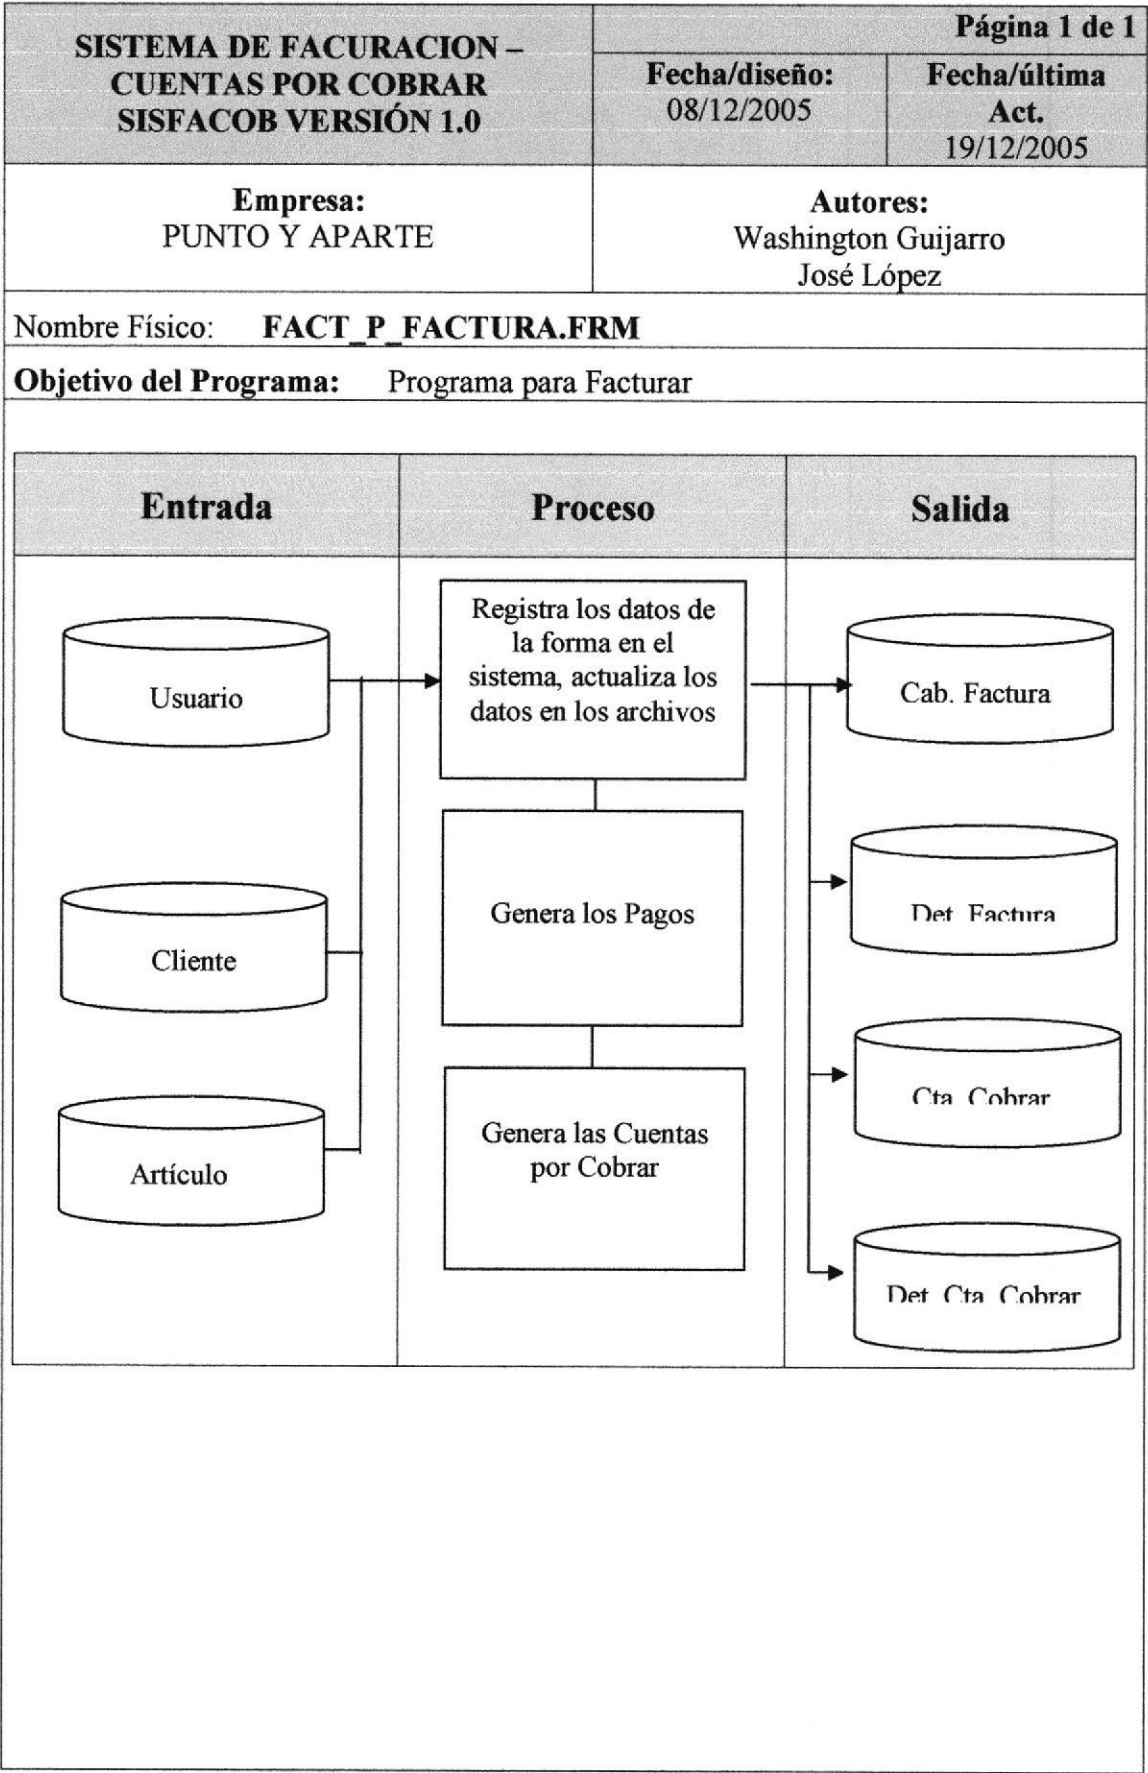 SISTEMA DE FACURACION –
CUENTAS POR COBRAR
SISFACOB VERSIÓN 1.0
Página 1 de 1
Fecha/diseño:
08/12/2005
Fecha/última
Act.
19/12/2005
Empresa:
PUNTO Y APARTE
Autores:
Washington Guijarro
José López
Nombre Físico: FACT_P_FACTURA.FRM
Objetivo del Programa: Programa para Facturar
Entrada
Proceso
Salida
Usuario
Cliente
Artículo
Registra los datos de
la forma en el
sistema, actualiza los
datos en los archivos
Genera los Pagos
Genera las Cuentas
por Cobrar
Cab. Factura
Det. Factura
Cta. Cobrar
Det. Cta. Cobrar